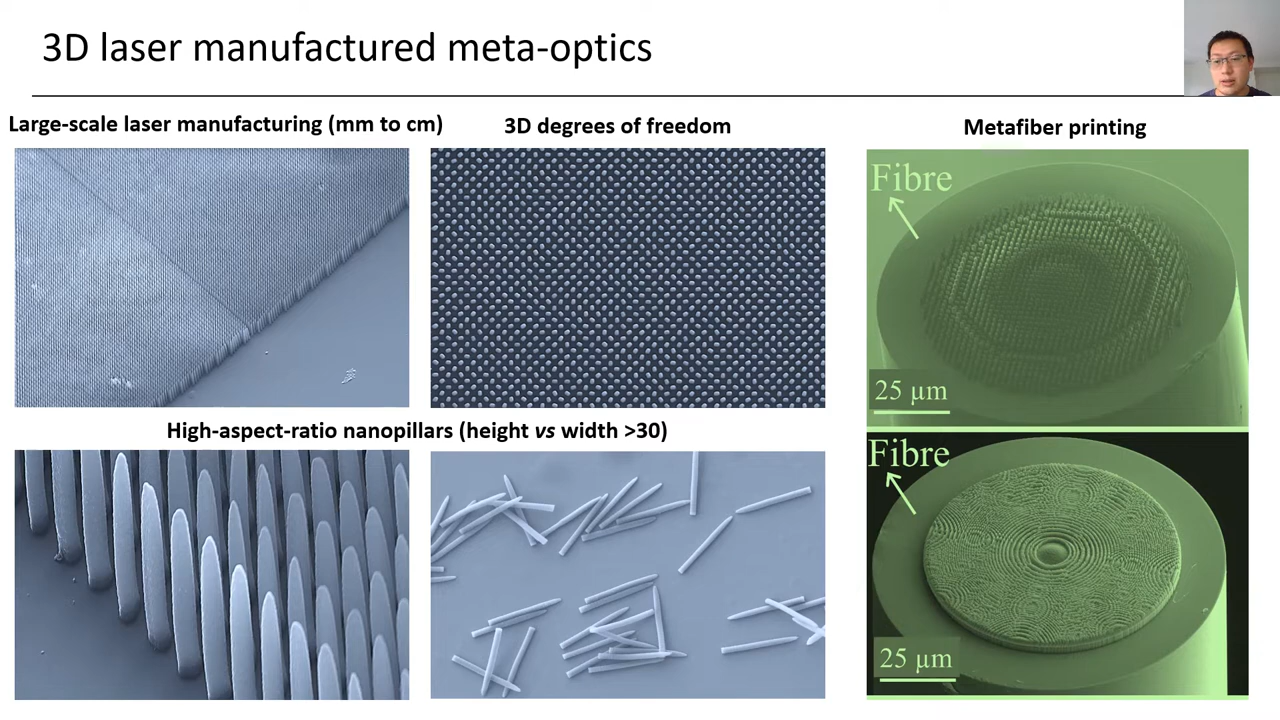 3D laser manufactured meta-optics
Large-scale laser manufacturing (mm to cm)
3D degrees of freedom
Metafiber printing
Fibre
25 µm
High-aspect-ratio nanopillars (height vs width >30)
Fibre
25 µm